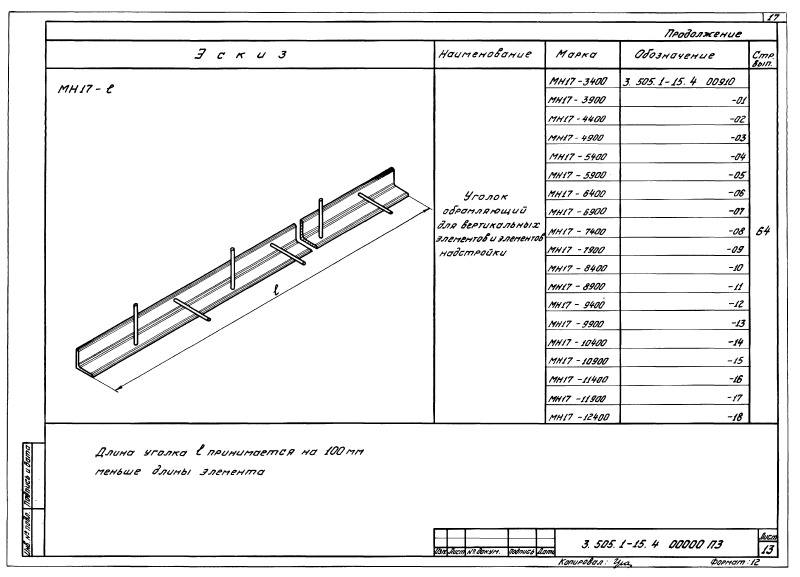 17
Продолжение
Эскиз Наименование Марка Обозначение Стр. вып.
МН17-ℓ
ℓ
Уголок
обрамляющий
для вертикальных
элементов и элементов
надстройки
МН17-3400 3.505.1-15.4 00910
МН17-3900 -01
МН17-4400 -02
МН17-4900 -03
МН17-5400 -04
МН17-5900 -05
МН17-6400 -06
МН17-6900 -07
МН17-7400 -08
64
МН17-7900 -09
МН17-8400 -10
МН17-8900 -11
МН17-9400 -12
МН17-9900 -13
МН17-10400 -14
МН17-10900 -15
МН17-11400 -16
МН17-11900 -17
МН17-12400 -18
Длина уголка ℓ принимается на 100 мм
меньше длины элемента
Инв. № подл. Подпись и дата
Изм. Лист № докум. Подпись Дата
3.505.1-15.4 00000 ПЗ
Лист
13
Копировал: Формат: 12